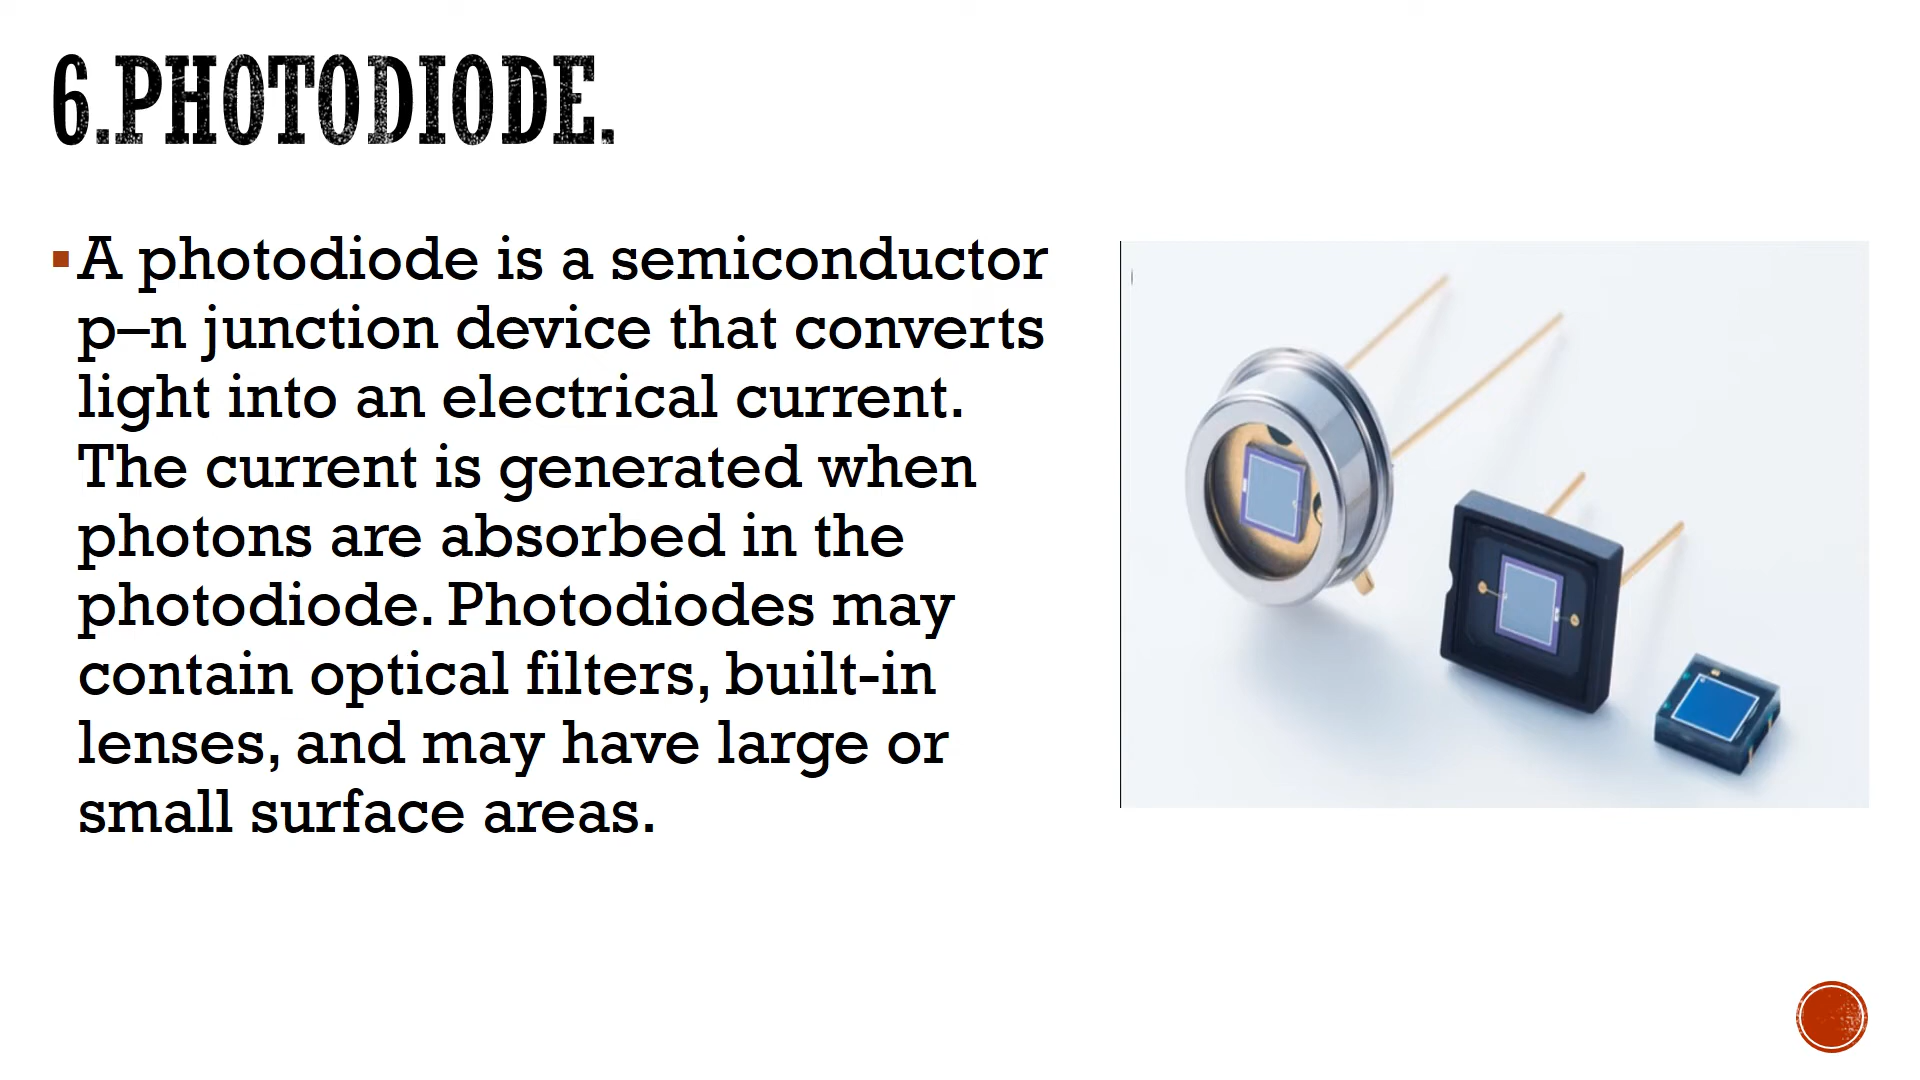 6.PHOTODIODE.
A photodiode is a semiconductor
p–n junction device that converts
light into an electrical current.
The current is generated when
photons are absorbed in the
photodiode. Photodiodes may
contain optical filters, built-in
lenses, and may have large or
small surface areas.